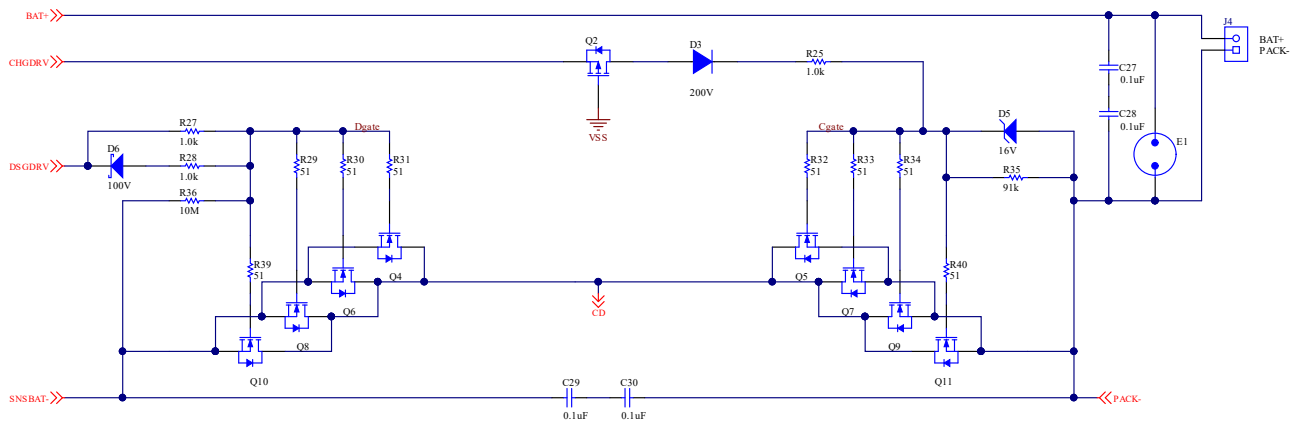 BAT+
J4
BAT+
PACK-
Q2
D3
R25
1.0k
200V
CHGDRV
VSS
C27
0.1uF
C28
0.1uF
E1
R27
1.0k
Dgate
Cgate
D5
16V
DSGDRV
D6
100V
R28
1.0k
R29
51
R30
51
R31
51
R32
51
R33
51
R34
51
R35
91k
R36
10M
R39
51
R40
51
Q4
Q5
Q6
Q7
CD
Q8
Q9
Q10
Q11
C29
0.1uF
C30
0.1uF
SNSBAT-
PACK-